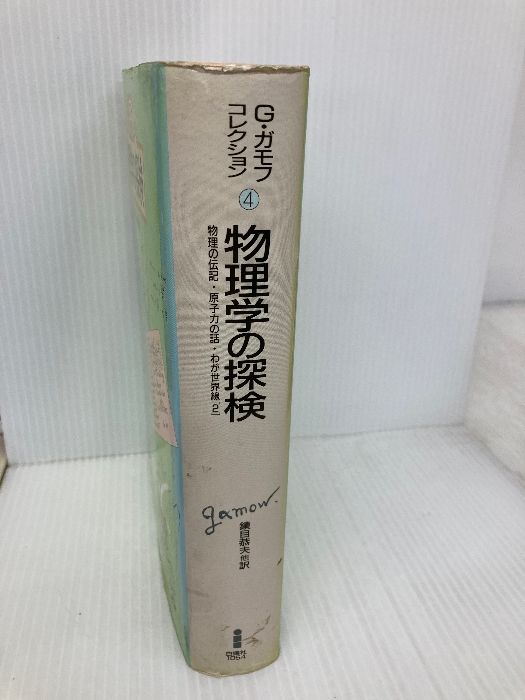 G・ガモフ
コレクション
4
物理学の探検
物理の伝記・原子力の話・わが世界線[2]
gamow.
鎮目恭夫他訳
白揚社
1054